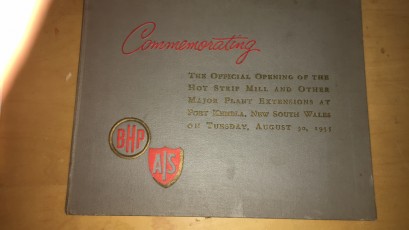 Commemorating
The Official Opening of the
Hot Strip Mill and Other
Major Plant Extensions at
Port Kembla, New South Wales
on Tuesday, August 30, 1955
BHP
AIS